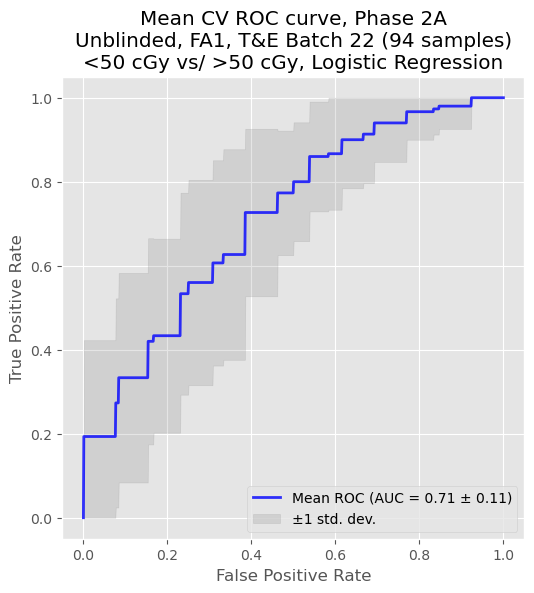 Mean CV ROC curve, Phase 2A
Unblinded, FA1, T&E Batch 22 (94 samples)
<50 cGy vs/ >50 cGy, Logistic Regression
1.0
0.8
0.6
0.4
0.2
0.0
True Positive Rate
Mean ROC (AUC = 0.71 ± 0.11)
±1 std. dev.
0.0 0.2 0.4 0.6 0.8 1.0
False Positive Rate